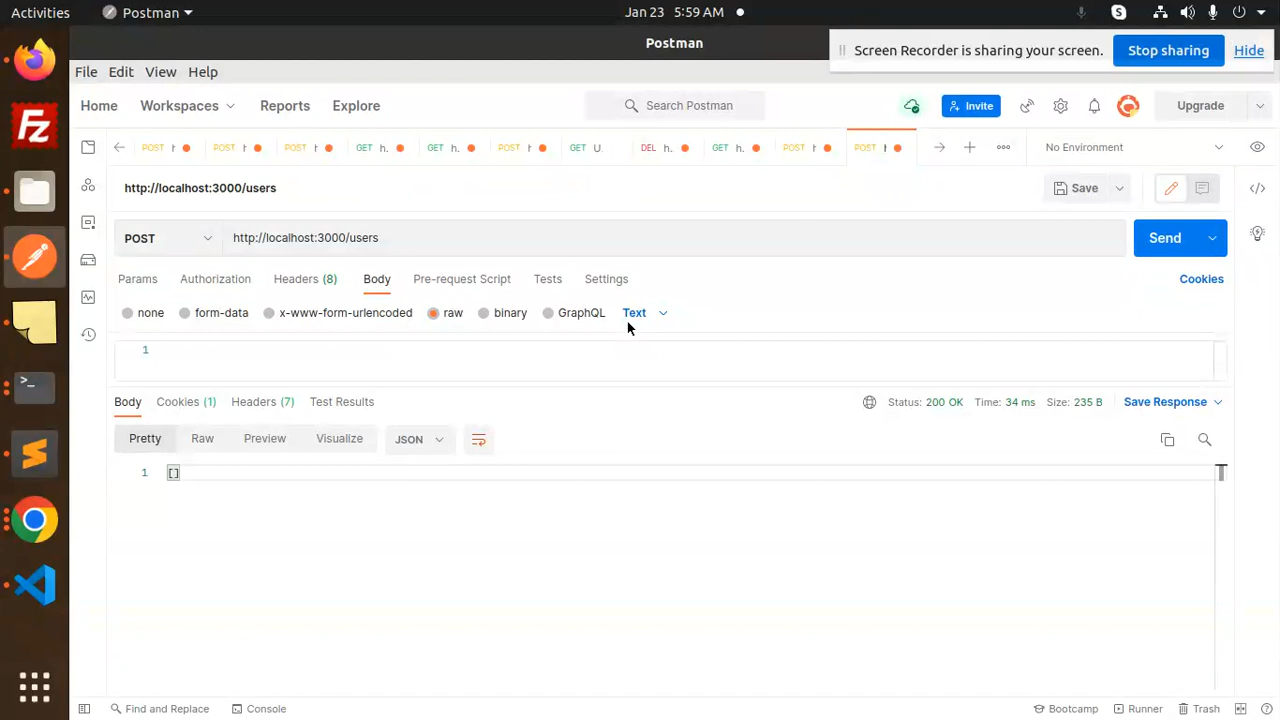 Activities Postman Jan 23 5:59 AM
Postman
Screen Recorder is sharing your screen. Stop sharing Hide
File Edit View Help
Home Workspaces Reports Explore Search Postman Invite Upgrade
POST POST POST GET h. GET h. POST GET U. DEL h. GET h. POST POST No Environment
http://localhost:3000/users Save
POST http://localhost:3000/users Send
Params Authorization Headers (8) Body Pre-request Script Tests Settings Cookies
none form-data x-www-form-urlencoded raw binary GraphQL Text
1
Body Cookies (1) Headers (7) Test Results Status: 200 OK Time: 34 ms Size: 235 B Save Response
Pretty Raw Preview Visualize JSON
1 []
Find and Replace Console Bootcamp Runner Trash